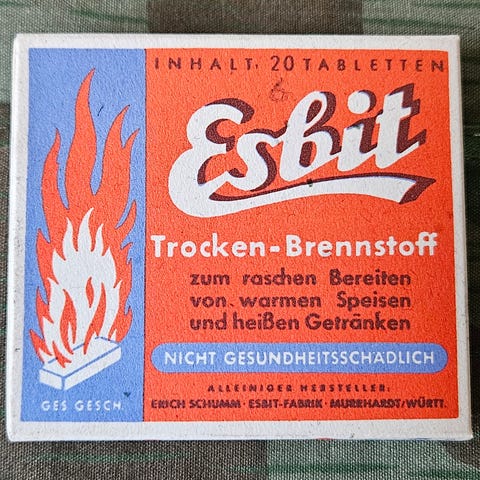 INHALT: 20 TABLETTEN
Esbit
Trocken-Brennstoff
zum raschen Bereiten
von warmen Speisen
und heißen Getränken
NICHT GESUNDHEITSSCHÄDLICH
ALLEINIGER HERSTELLER:
ERICH SCHUMM · ESBIT-FABRIK · MURRHARDT/WÜRTT.
GES GESCH.